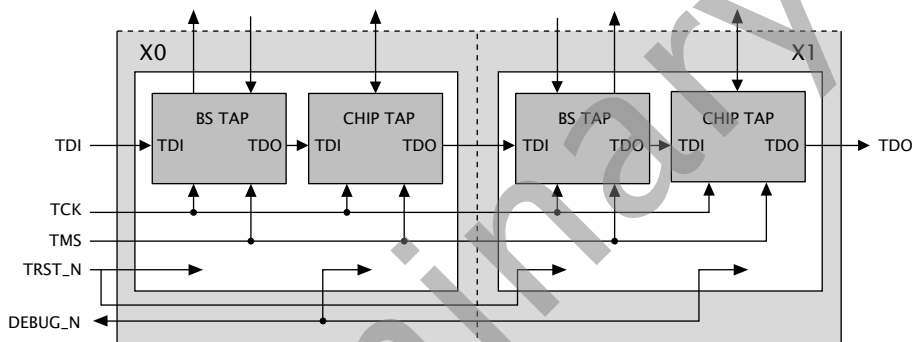 X0 X1
BS TAP CHIP TAP BS TAP CHIP TAP
TDI TDI TDO TDI TDO TDI TDO TDI TDO TDO
TCK
TMS
TRST_N
DEBUG_N